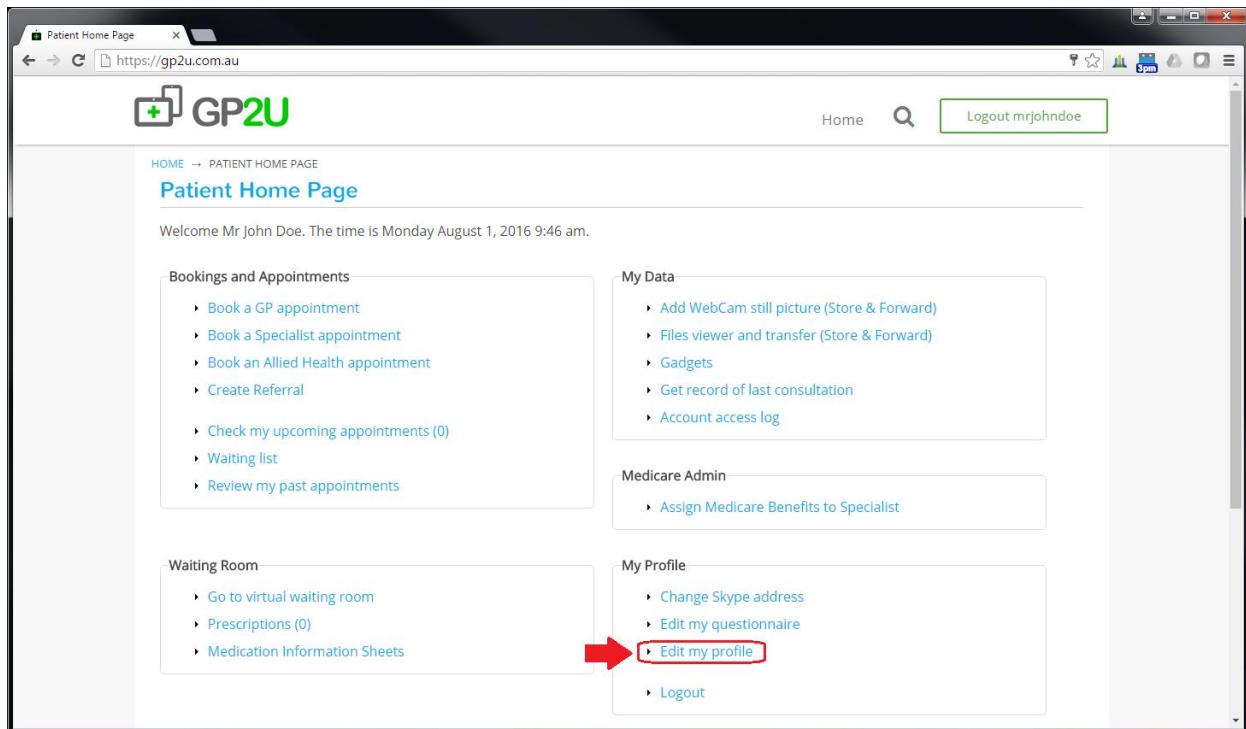 Patient Home Page
https://gp2u.com.au
3pm
GP2U
Home
Logout mrjohndoe
HOME → PATIENT HOME PAGE
Patient Home Page
Welcome Mr John Doe. The time is Monday August 1, 2016 9:46 am.
Bookings and Appointments
Book a GP appointment
Book a Specialist appointment
Book an Allied Health appointment
Create Referral
Check my upcoming appointments (0)
Waiting list
Review my past appointments
My Data
Add WebCam still picture (Store & Forward)
Files viewer and transfer (Store & Forward)
Gadgets
Get record of last consultation
Account access log
Medicare Admin
Assign Medicare Benefits to Specialist
Waiting Room
Go to virtual waiting room
Prescriptions (0)
Medication Information Sheets
My Profile
Change Skype address
Edit my questionnaire
Edit my profile
Logout